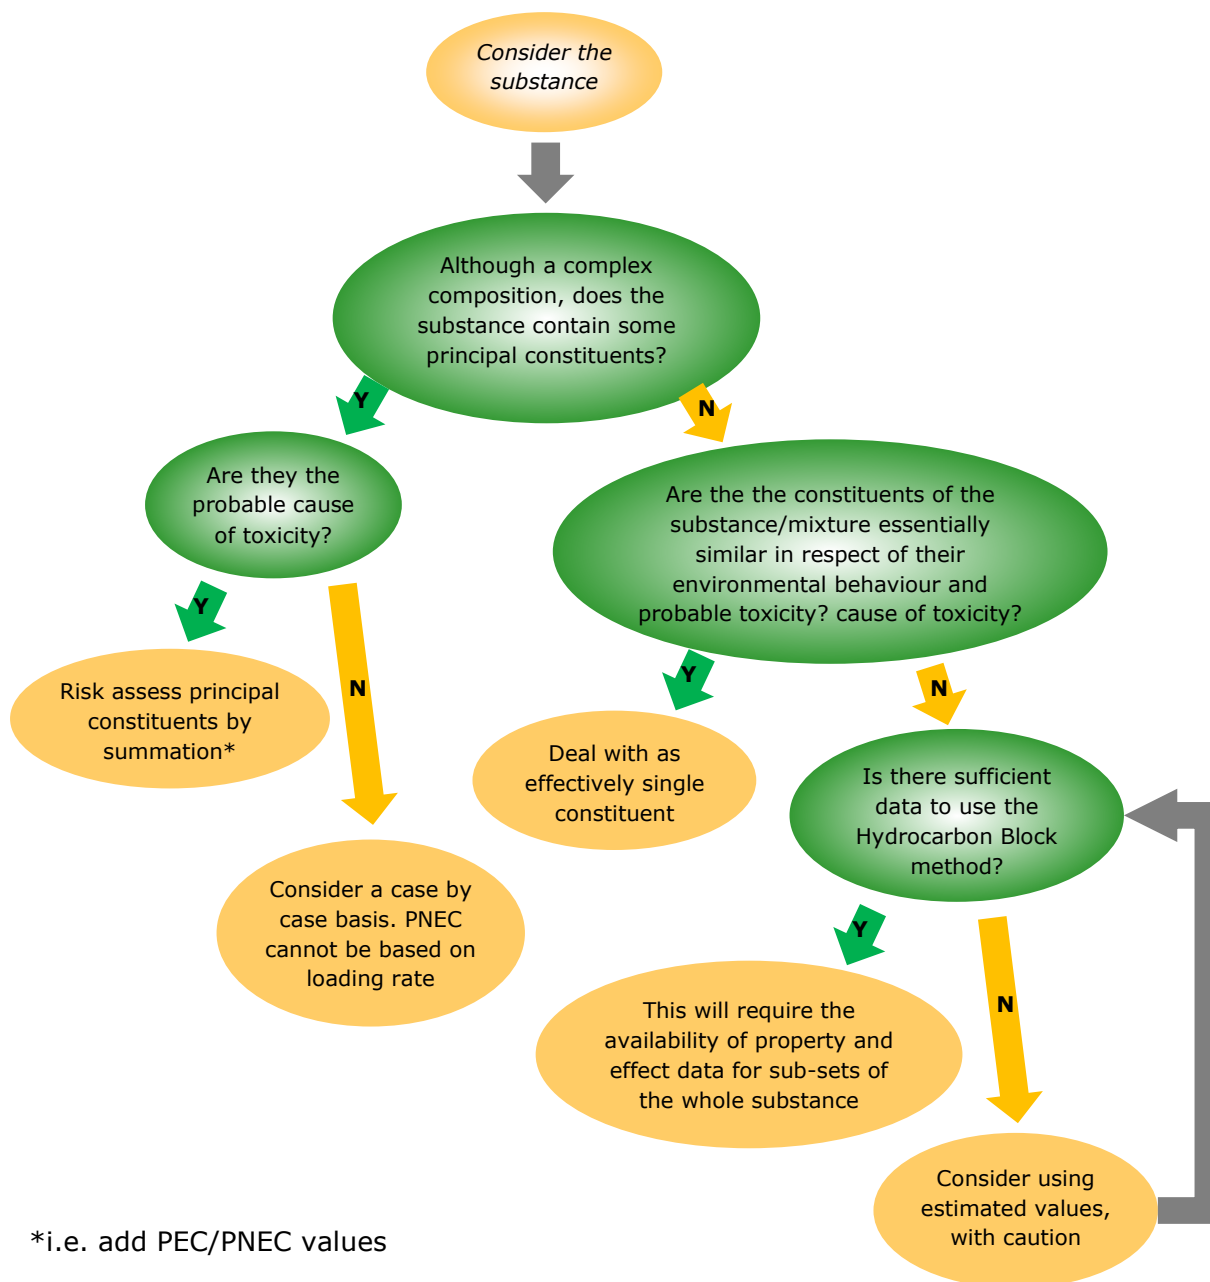 Consider the
substance
Although a complex
composition, does the
substance contain some
principal constituents?
Y
N
Are they the
probable cause
of toxicity?
Are the the constituents of the
substance/mixture essentially
similar in respect of their
environmental behaviour and
probable toxicity? cause of toxicity?
Y
N
Y
N
Risk assess principal
constituents by
summation*
Deal with as
effectively single
constituent
Is there sufficient
data to use the
Hydrocarbon Block
method?
Consider a case by
case basis. PNEC
cannot be based on
loading rate
Y
N
This will require the
availability of property and
effect data for sub-sets of
the whole substance
Consider using
estimated values,
with caution
*i.e. add PEC/PNEC values